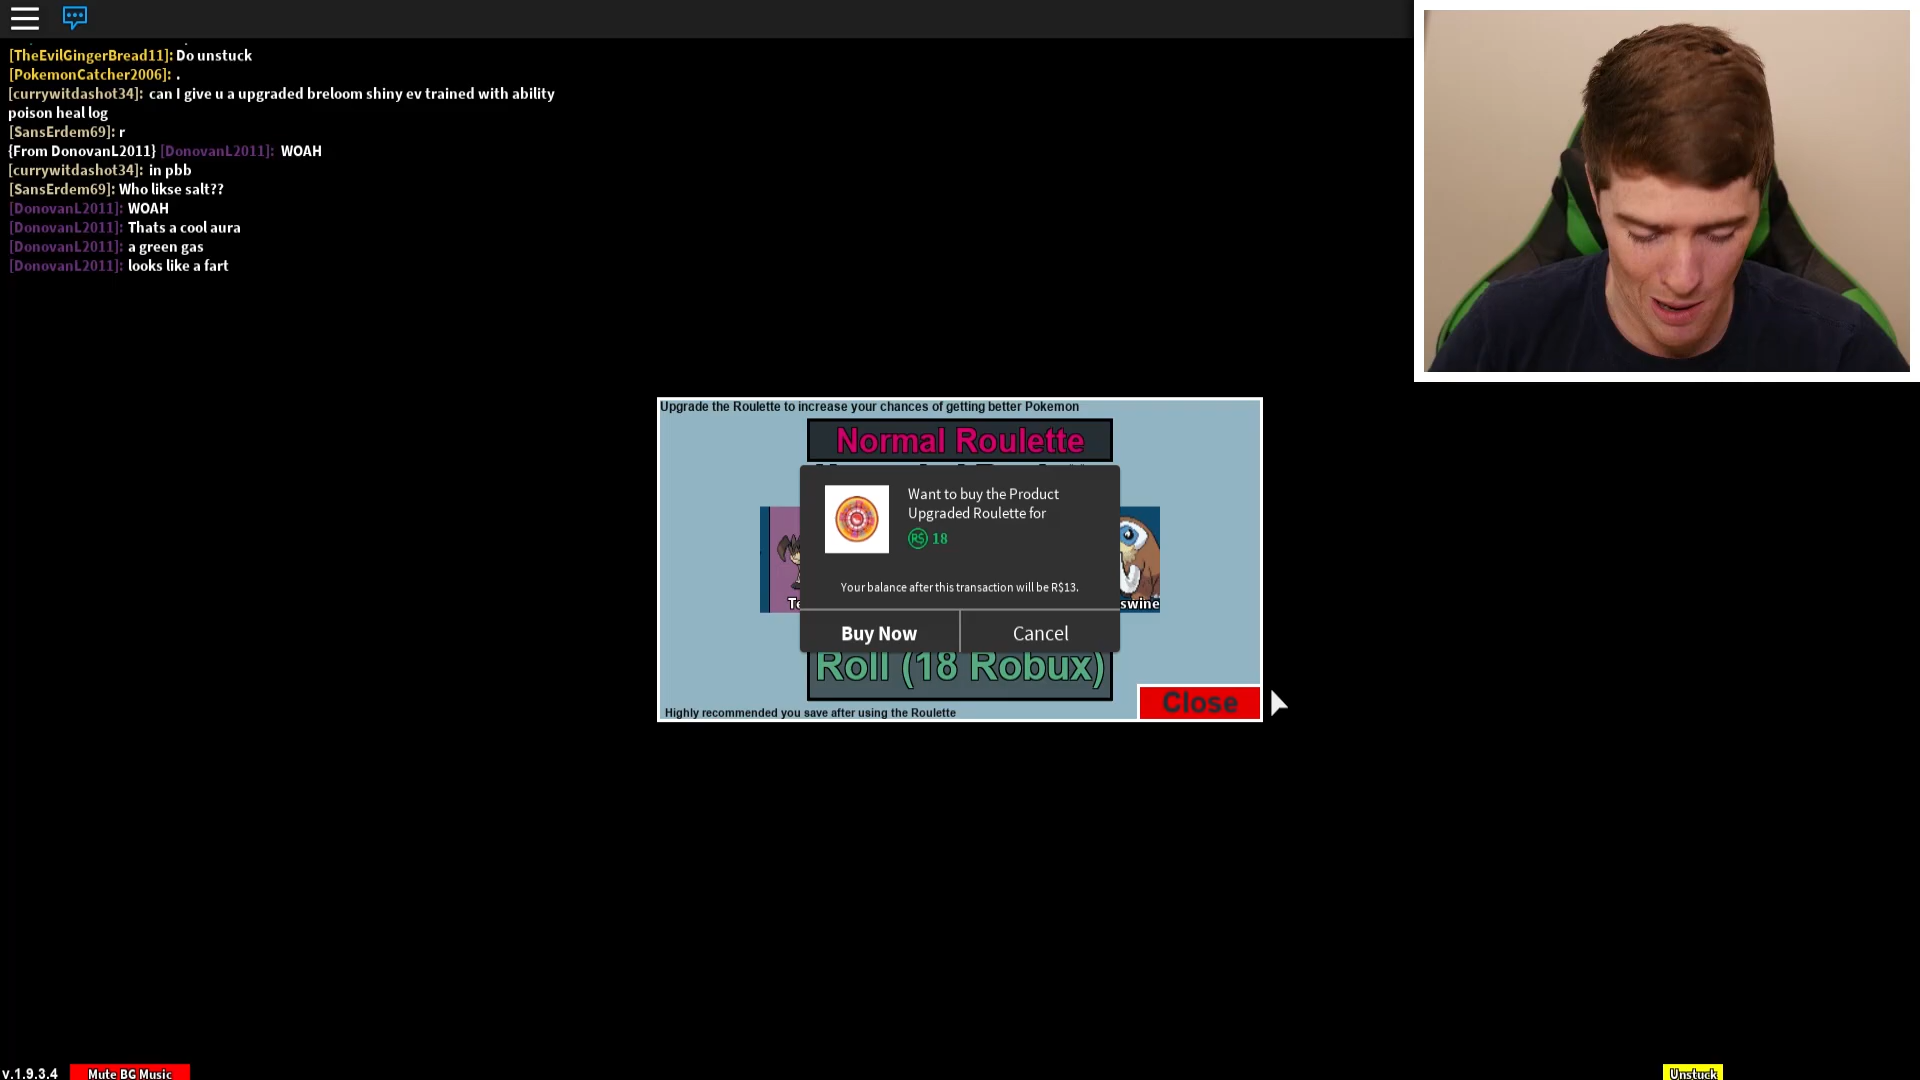 [TheEvilGingerBread11]: Do unstuck
[PokemonCatcher2006]: .
[currywitdashot34]: can I give u a upgraded breloom shiny ev trained with ability
poison heal log
[SansErdem69]: r
{From DonovanL2011} [DonovanL2011]: WOAH
[currywitdashot34]: in pbb
[SansErdem69]: Who likse salt??
[DonovanL2011]: WOAH
[DonovanL2011]: Thats a cool aura
[DonovanL2011]: a green gas
[DonovanL2011]: looks like a fart
Upgrade the Roulette to increase your chances of getting better Pokemon
Normal Roulette
Want to buy the Product
Upgraded Roulette for
R$ 18
Your balance after this transaction will be R$13.
Te
swine
Buy Now
Cancel
Roll (18 Robux)
Close
Highly recommended you save after using the Roulette
v.1.9.3.4
Mute BG Music
Unstuck